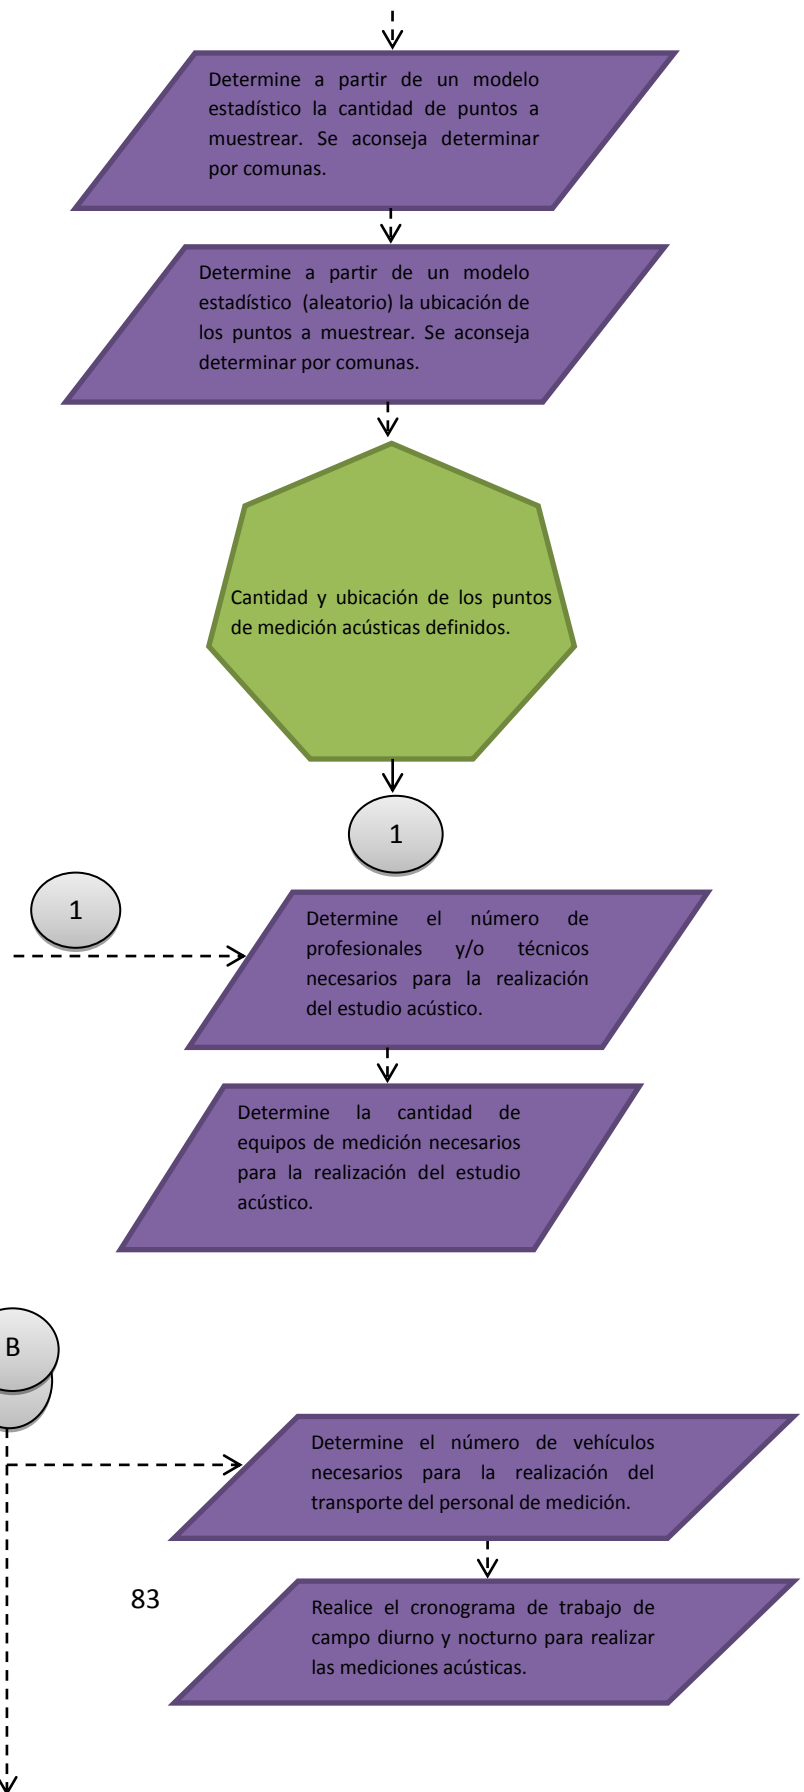 Determine a partir de un modelo
estadístico la cantidad de puntos a
muestrear. Se aconseja determinar
por comunas.
Determine a partir de un modelo
estadístico (aleatorio) la ubicación de
los puntos a muestrear. Se aconseja
determinar por comunas.
Cantidad y ubicación de los puntos
de medición acústicas definidos.
1
1
Determine el número de
profesionales y/o técnicos
necesarios para la realización
del estudio acústico.
Determine la cantidad de
equipos de medición necesarios
para la realización del estudio
acústico.
B
Determine el número de vehículos
necesarios para la realización del
transporte del personal de medición.
83
Realice el cronograma de trabajo de
campo diurno y nocturno para realizar
las mediciones acústicas.